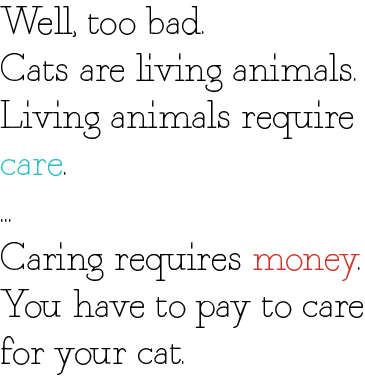 Well, too bad.
Cats are living animals.
Living animals require
care.
...
Caring requires money.
You have to pay to care
for your cat.